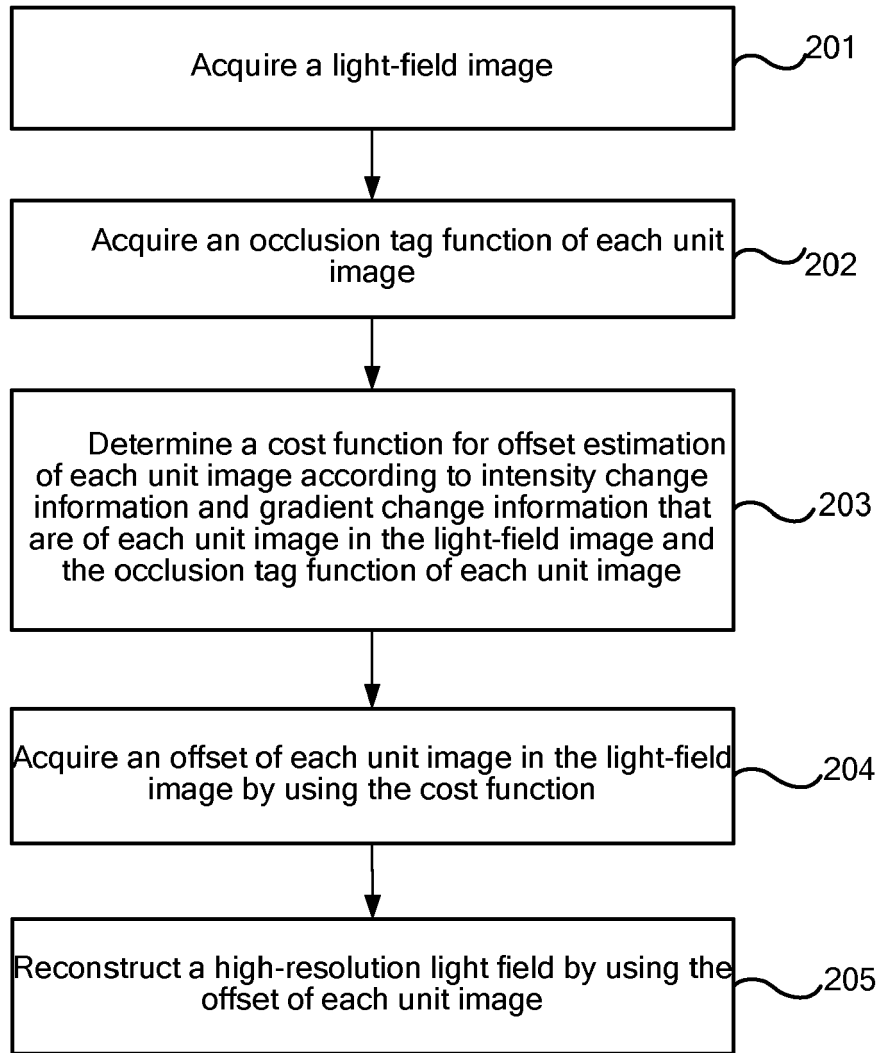 Acquire a light-field image
201
Acquire an occlusion tag function of each unit
image
202
Determine a cost function for offset estimation
of each unit image according to intensity change
information and gradient change information that
are of each unit image in the light-field image and
the occlusion tag function of each unit image
203
Acquire an offset of each unit image in the light-field
image by using the cost function
204
Reconstruct a high-resolution light field by using the
offset of each unit image
205